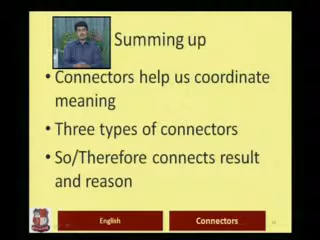 Summing up
• Connectors help us coordinate
meaning
• Three types of connectors
• So/Therefore connects result
and reason
English
Connectors